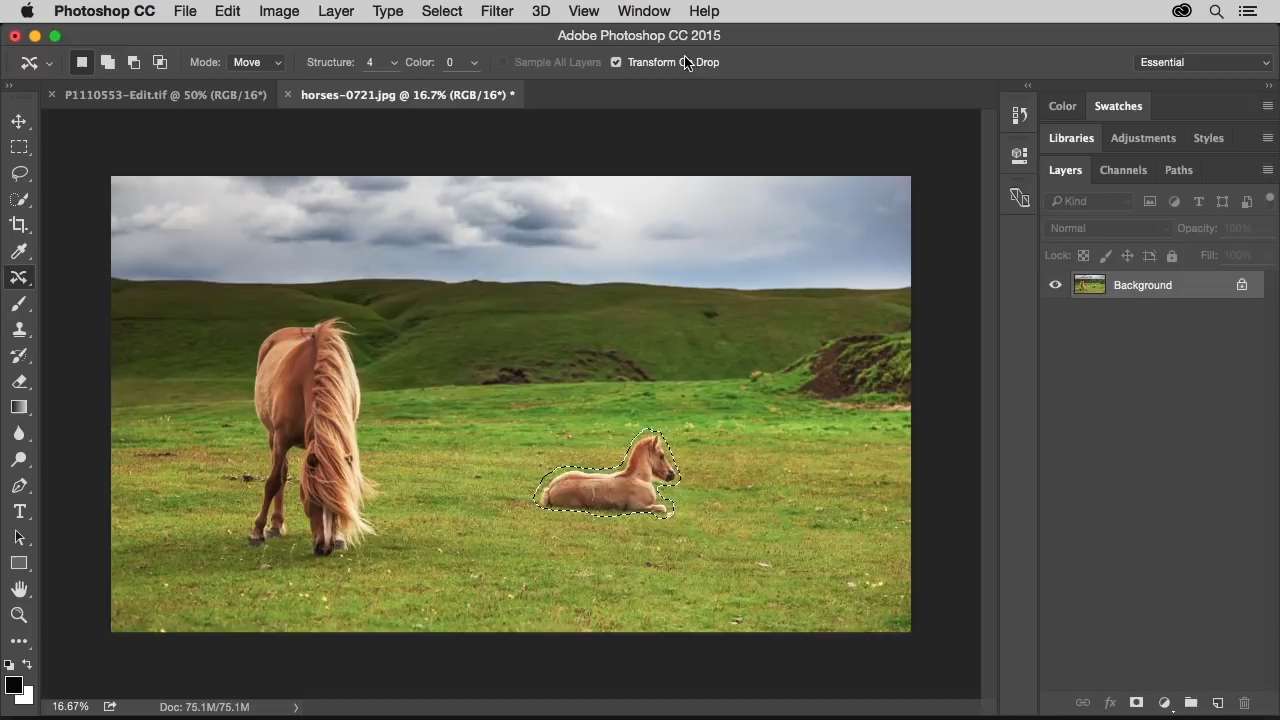 Photoshop CC File Edit Image Layer Type Select Filter 3D View Window Help
Adobe Photoshop CC 2015
Mode: Move Structure: 4 Color: 0 Sample All Layers Transform On Drop Essential
P1110553-Edit.tif @ 50% (RGB/16*) horses-0721.jpg @ 16.7% (RGB/16*) *
Color Swatches
Libraries Adjustments Styles
Layers Channels Paths
Kind
Normal Opacity: 100%
Lock: Fill: 100%
Background
16.67% Doc: 75.1M/75.1M